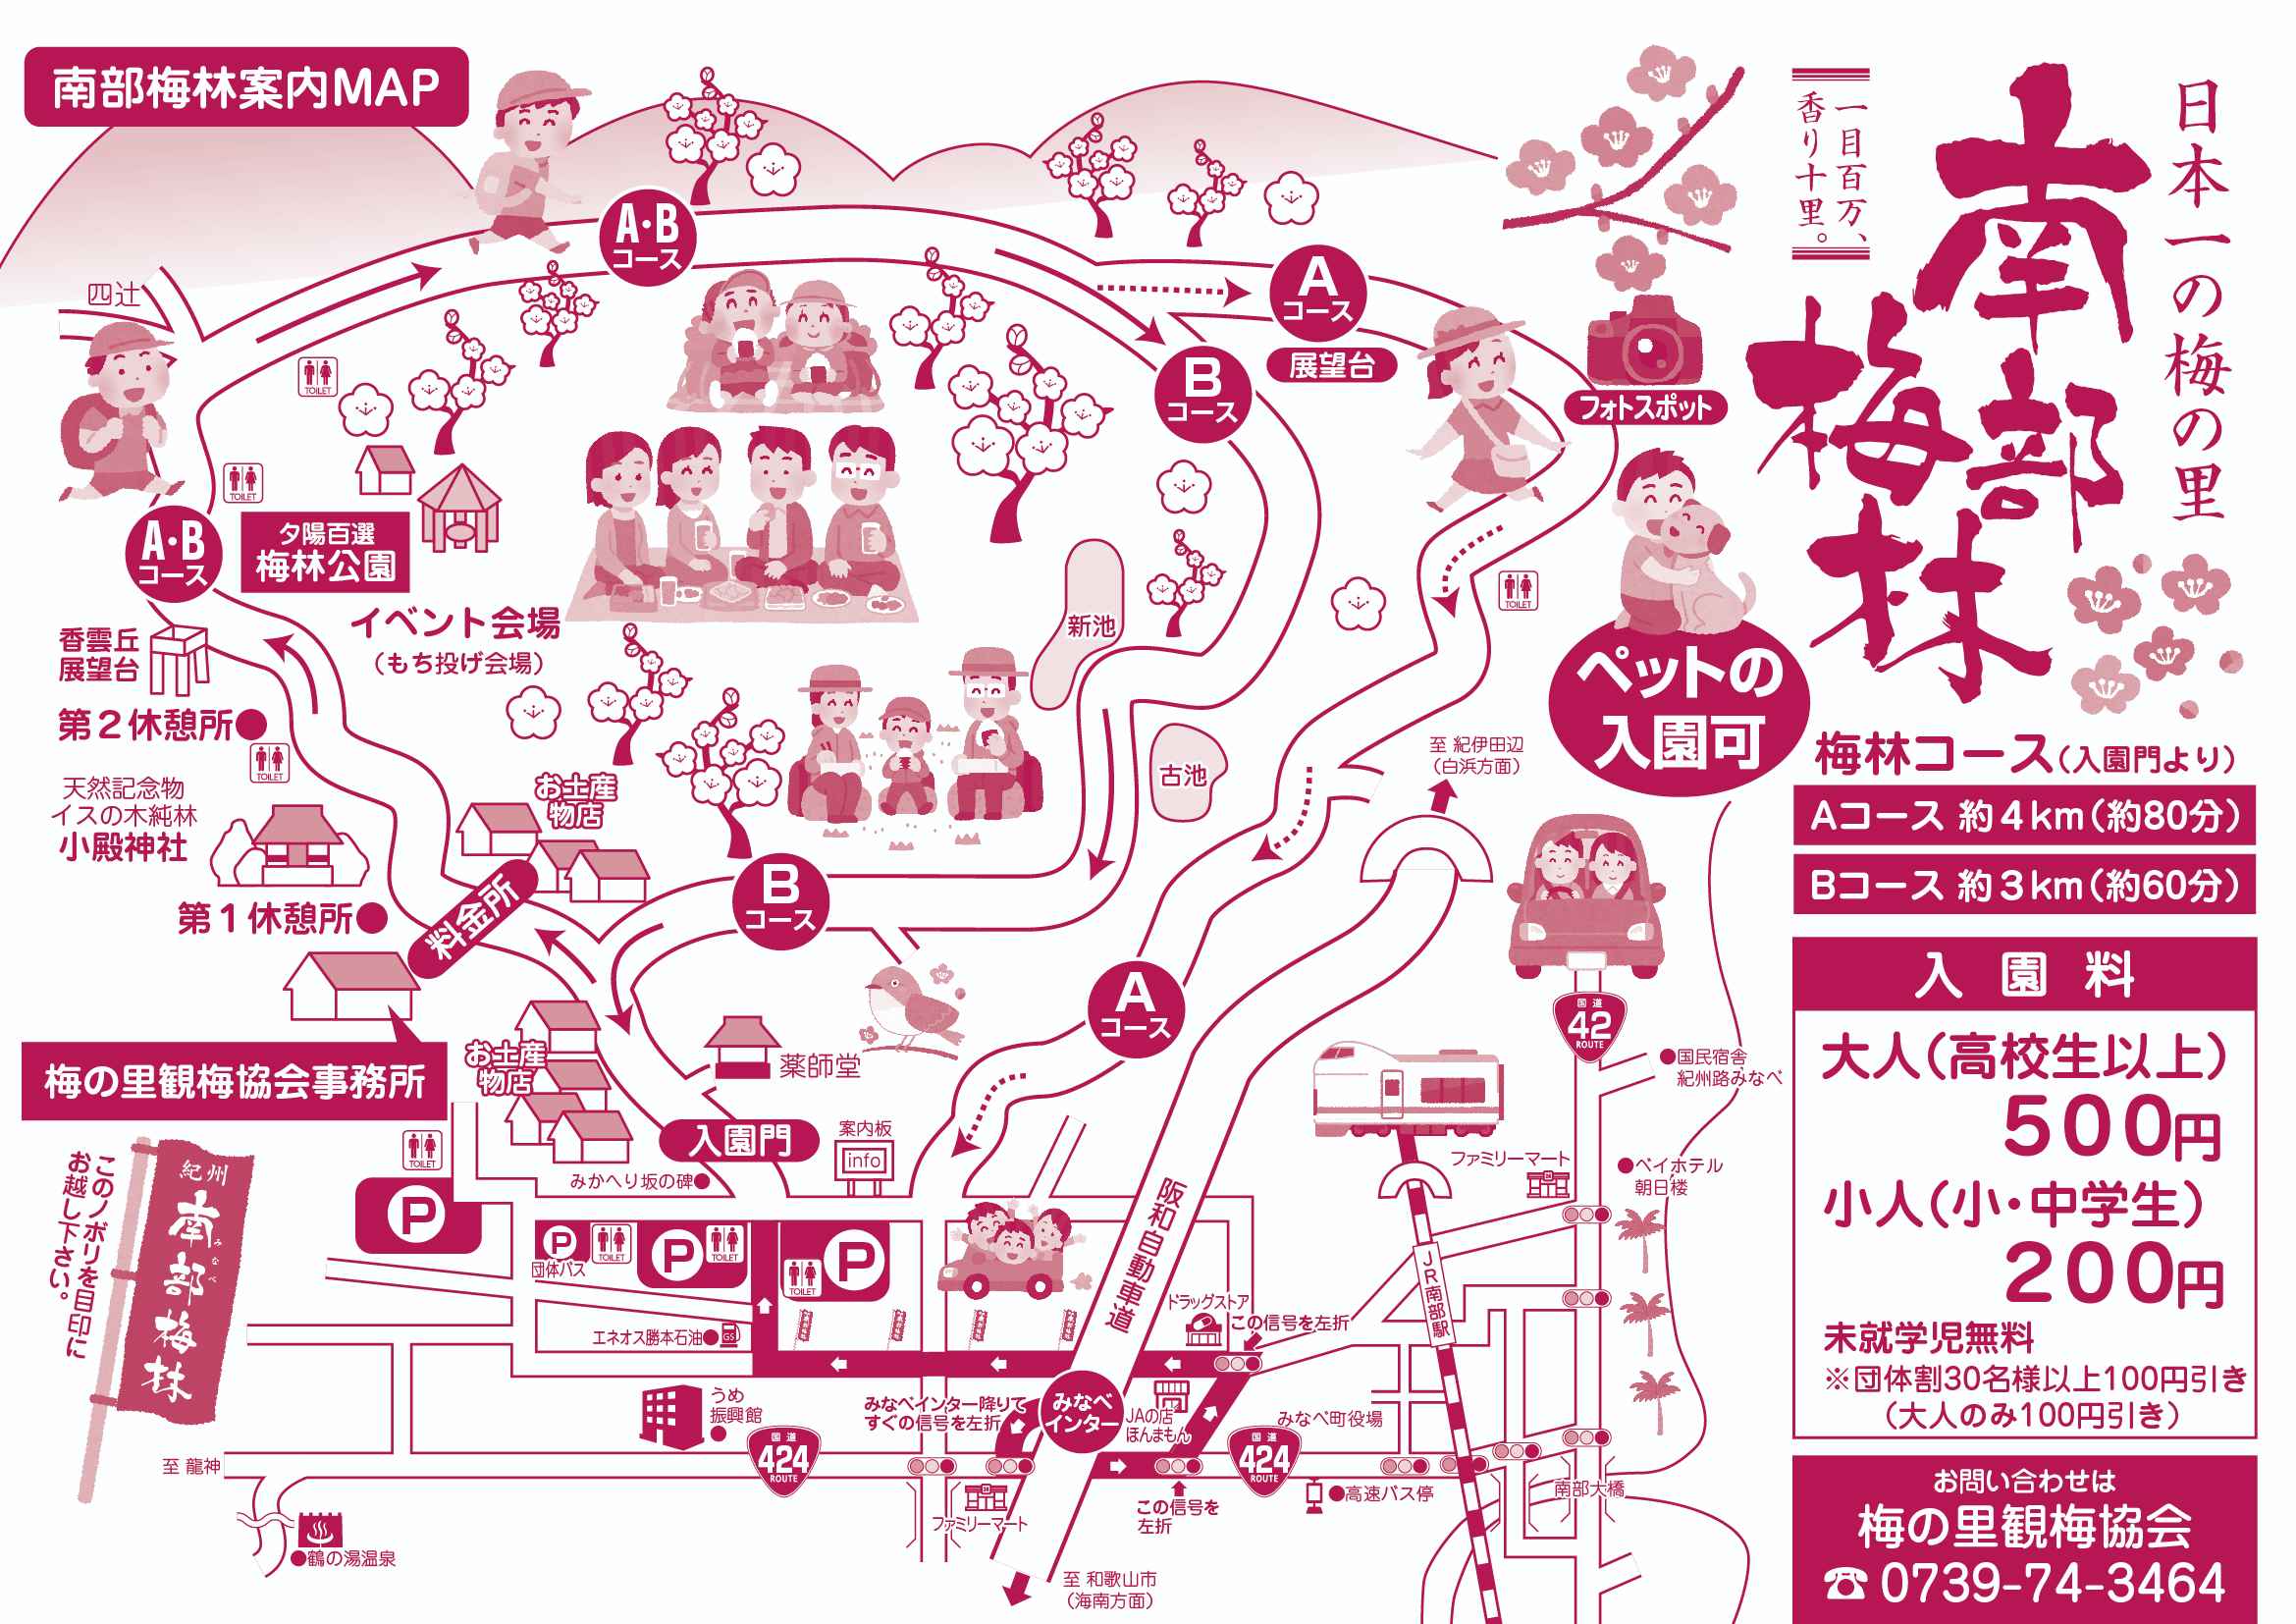 南部梅林案内MAP
日本一の梅の里
南部梅林
一目百万、
香り十里。
A・B
コース
A
コース
展望台
B
コース
フォトスポット
四辻
TOILET
TOILET
A・B
コース
夕陽百選
梅林公園
イベント会場
（もち投げ会場）
香雲丘
展望台
第2休憩所
TOILET
天然記念物
イスの木純林
小殿神社
第1休憩所
お土産
物店
料金所
新池
古池
TOILET
ペットの
入園可
至 紀伊田辺
（白浜方面）
B
コース
A
コース
梅の里観梅協会事務所
お土産
物店
薬師堂
入園門
案内板
info
みかへり坂の碑
TOILET
P
P
団体バス
TOILET
P
TOILET
TOILET
P
紀州
南部梅林
みなべ
このノボリを目印に
お越し下さい。
エネオス勝本石油
GS
阪和自動車道
ドラッグストア
この信号を左折
うめ
振興館
みなべインター降りて
すぐの信号を左折
みなべ
インター
JAの店
ほんまもん
みなべ町役場
国道
424
ROUTE
国道
424
ROUTE
至 龍神
鶴の湯温泉
ファミリーマート
この信号を
左折
高速バス停
至 和歌山市
（海南方面）
国道
42
ROUTE
国民宿舎
紀州路みなべ
ファミリーマート
ベイホテル
朝日楼
JR南部駅
南部大橋
梅林コース（入園門より）
Aコース 約4km（約80分）
Bコース 約3km（約60分）
入園料
大人（高校生以上）
500円
小人（小・中学生）
200円
未就学児無料
※団体割30名様以上100円引き
（大人のみ100円引き）
お問い合わせは
梅の里観梅協会
☎0739-74-3464